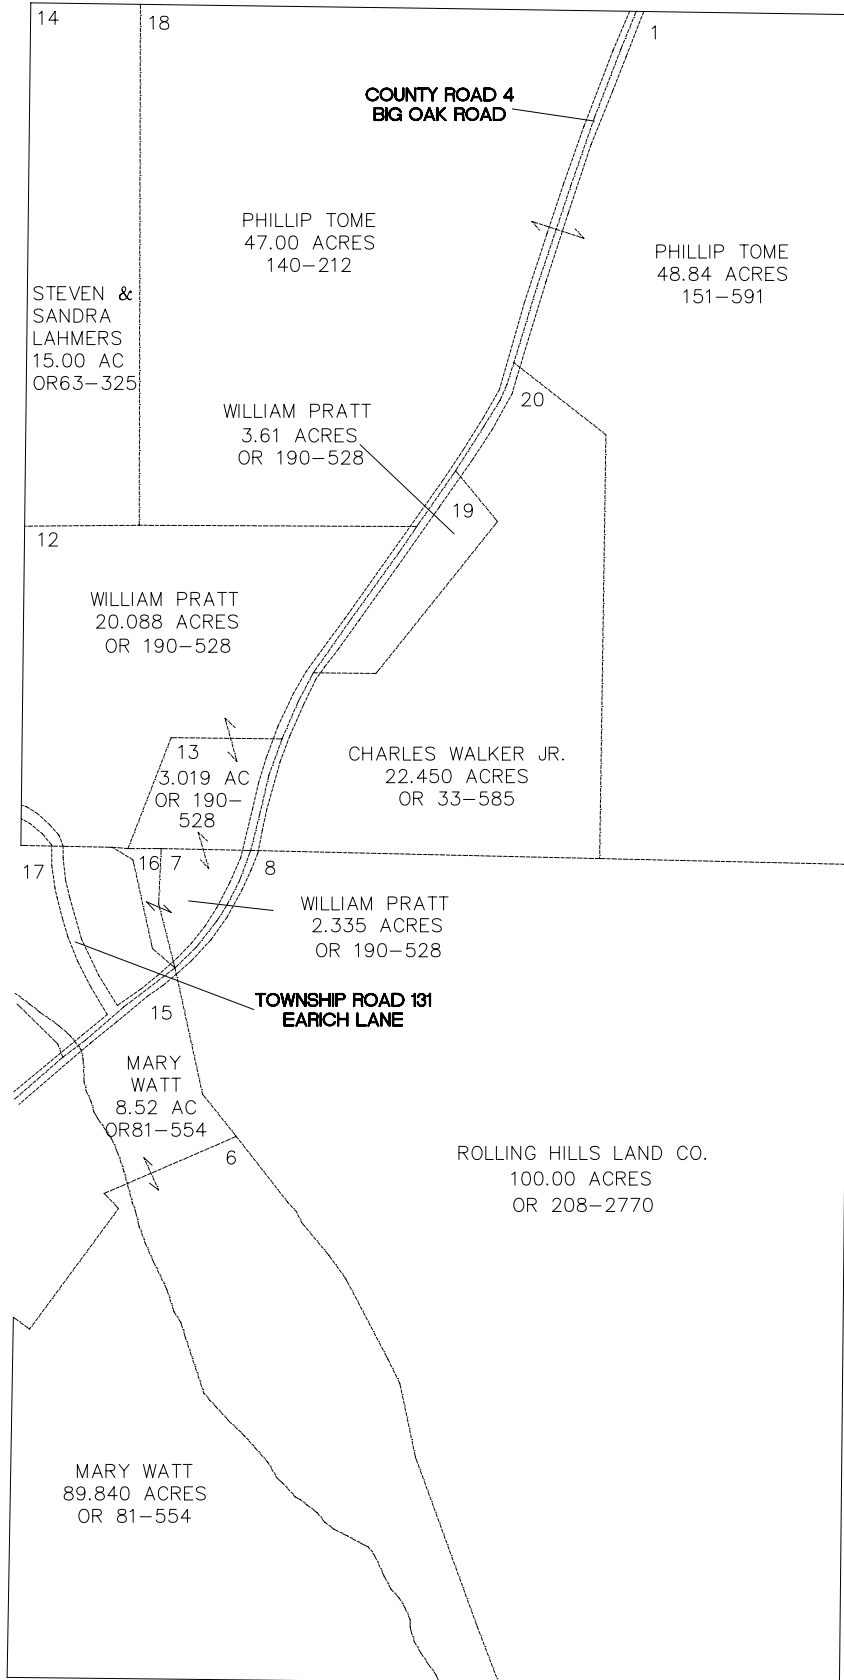 14
18
1
COUNTY ROAD 4
BIG OAK ROAD
PHILLIP TOME
47.00 ACRES
140-212
PHILLIP TOME
48.84 ACRES
151-591
STEVEN &
SANDRA
LAHMERS
15.00 AC
OR63-325
20
WILLIAM PRATT
3.61 ACRES
OR 190-528
19
12
WILLIAM PRATT
20.088 ACRES
OR 190-528
13
3.019 AC
OR 190-
528
CHARLES WALKER JR.
22.450 ACRES
OR 33-585
17
16
7
8
WILLIAM PRATT
2.335 ACRES
OR 190-528
TOWNSHIP ROAD 131
EARICH LANE
15
MARY
WATT
8.52 AC
OR81-554
6
ROLLING HILLS LAND CO.
100.00 ACRES
OR 208-2770
MARY WATT
89.840 ACRES
OR 81-554